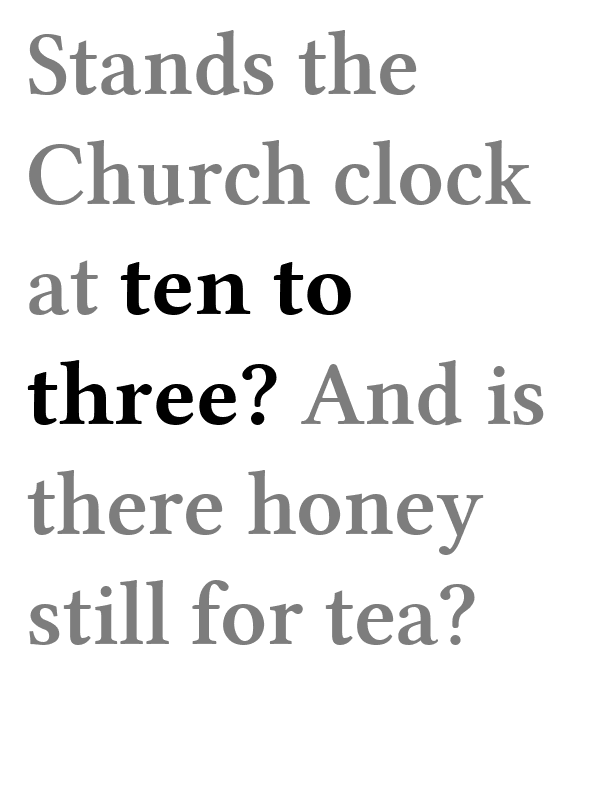 Stands the
Church clock
at ten to
three? And is
there honey
still for tea?